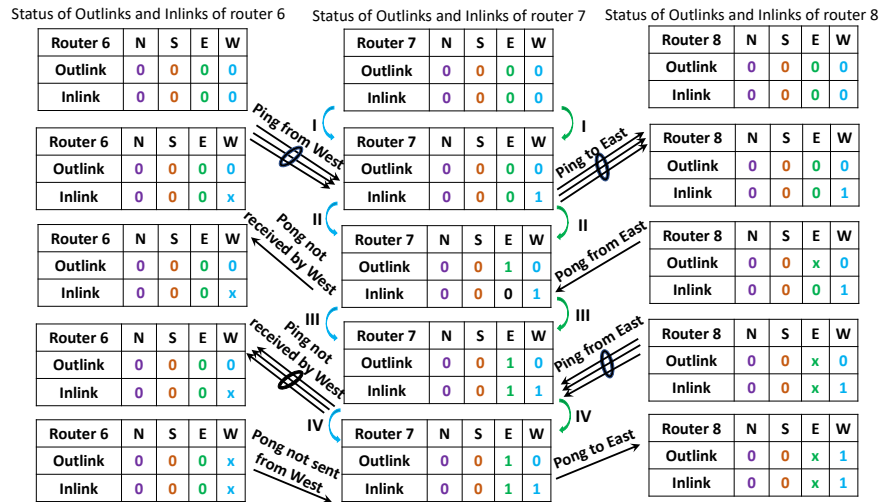 Status of Outlinks and Inlinks of router 6
Status of Outlinks and Inlinks of router 7
Status of Outlinks and Inlinks of router 8
Router 6 N S E W
Outlink 0 0 0 0
Inlink 0 0 0 0
Router 7 N S E W
Outlink 0 0 0 0
Inlink 0 0 0 0
Router 8 N S E W
Outlink 0 0 0 0
Inlink 0 0 0 0
I
I
Ping from West
Ping to East
Router 6 N S E W
Outlink 0 0 0 0
Inlink 0 0 0 x
Router 7 N S E W
Outlink 0 0 0 0
Inlink 0 0 0 1
Router 8 N S E W
Outlink 0 0 0 0
Inlink 0 0 0 1
II
II
Pong not
received by West
Pong from East
Router 6 N S E W
Outlink 0 0 0 0
Inlink 0 0 0 x
Router 7 N S E W
Outlink 0 0 1 0
Inlink 0 0 0 1
Router 8 N S E W
Outlink 0 0 x 0
Inlink 0 0 0 1
III
III
Ping not
received by West
Ping from East
Router 6 N S E W
Outlink 0 0 0 0
Inlink 0 0 0 x
Router 7 N S E W
Outlink 0 0 1 0
Inlink 0 0 1 1
Router 8 N S E W
Outlink 0 0 x 0
Inlink 0 0 x 1
IV
IV
Pong not sent
from West
Pong to East
Router 6 N S E W
Outlink 0 0 0 x
Inlink 0 0 0 x
Router 7 N S E W
Outlink 0 0 1 0
Inlink 0 0 1 1
Router 8 N S E W
Outlink 0 0 x 1
Inlink 0 0 x 1